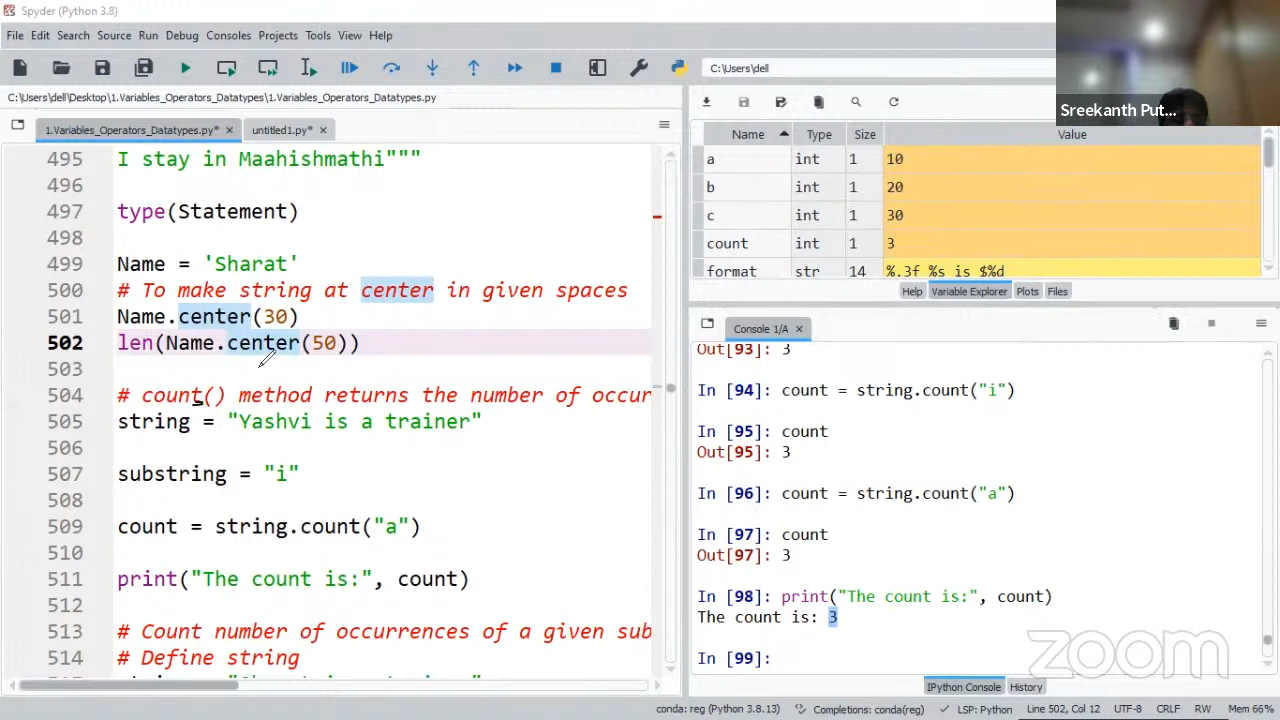 Spyder (Python 3.8)
File Edit Search Source Run Debug Consoles Projects Tools View Help
C:\Users\dell
C:\Users\dell\Desktop\1.Variables_Operators_Datatypes\1.Variables_Operators_Datatypes.py
1.Variables_Operators_Datatypes.py* untitled1.py*
495 I stay in Maahishmathi"""
496
497 type(Statement)
498
499 Name = 'Sharat'
500 # To make string at center in given spaces
501 Name.center(30)
502 len(Name.center(50))
503
504 # count() method returns the number of occur
505 string = "Yashvi is a trainer"
506
507 substring = "i"
508
509 count = string.count("a")
510
511 print("The count is:", count)
512
513 # Count number of occurrences of a given sub
514 # Define string
Sreekanth Put...
Name Type Size Value
a int 1 10
b int 1 20
c int 1 30
count int 1 3
format str 14 %.3f %s is $%d
Help Variable Explorer Plots Files
Console 1/A
Out[93]: 3
In [94]: count = string.count("i")
In [95]: count
Out[95]: 3
In [96]: count = string.count("a")
In [97]: count
Out[97]: 3
In [98]: print("The count is:", count)
The count is: 3
In [99]:
zoom
IPython Console History
conda: reg (Python 3.8.13) Completions: conda(reg) LSP: Python Line 502, Col 12 UTF-8 CRLF RW Mem 66%